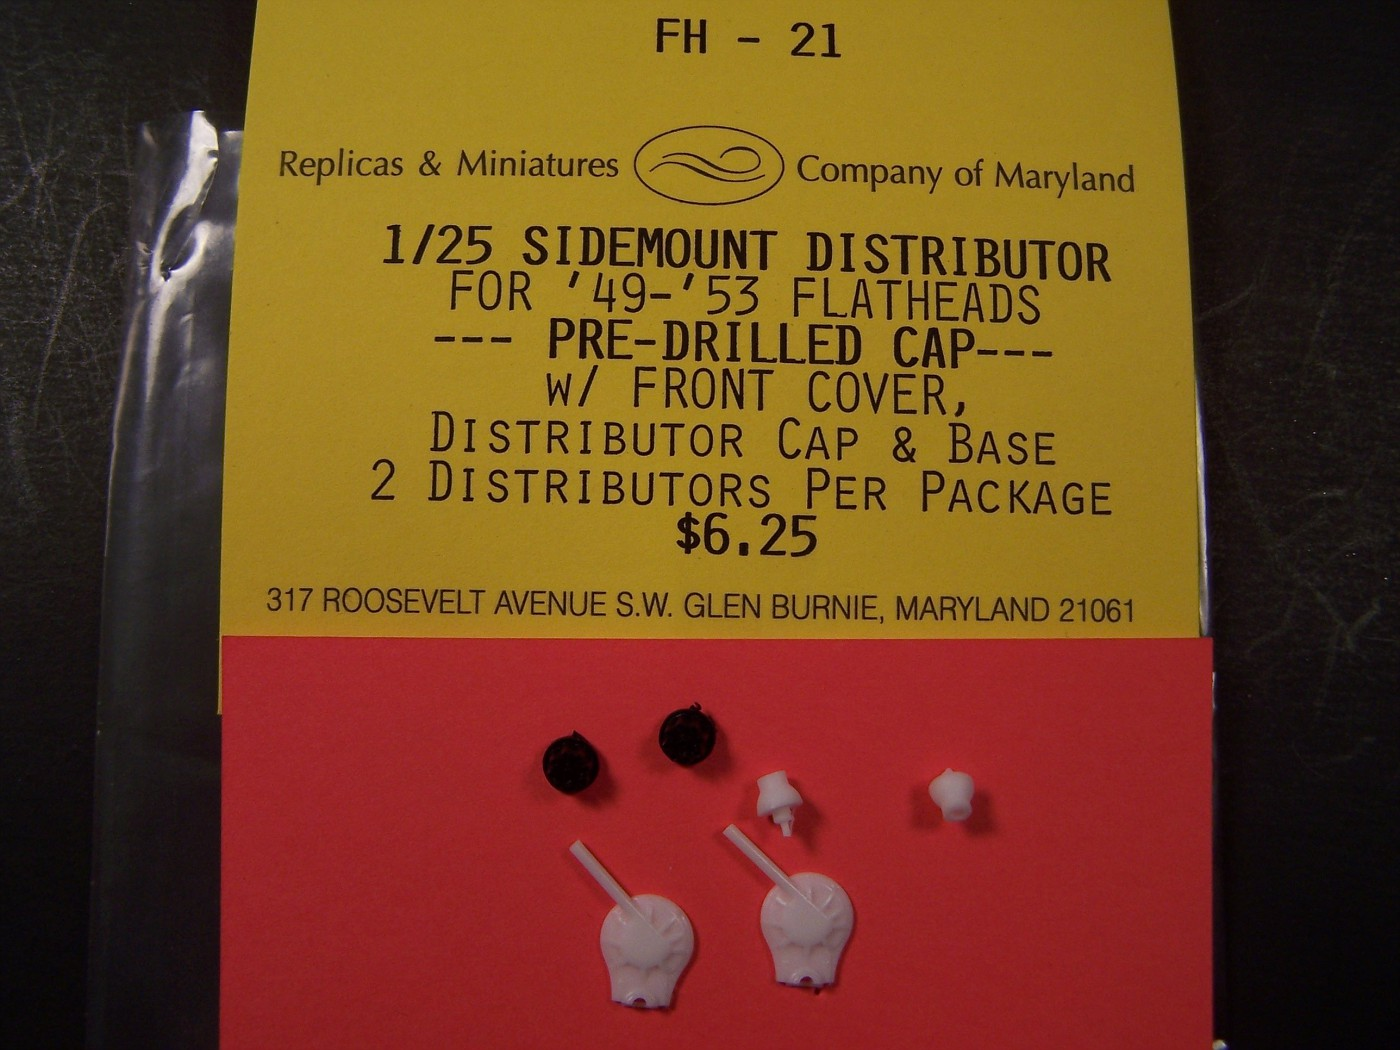 FH - 21
Replicas & Miniatures Company of Maryland
1/25 SIDEMOUNT DISTRIBUTOR
FOR '49-'53 FLATHEADS
--- PRE-DRILLED CAP---
w/ FRONT COVER,
DISTRIBUTOR CAP & BASE
2 DISTRIBUTORS PER PACKAGE
$6.25
317 ROOSEVELT AVENUE S.W. GLEN BURNIE, MARYLAND 21061